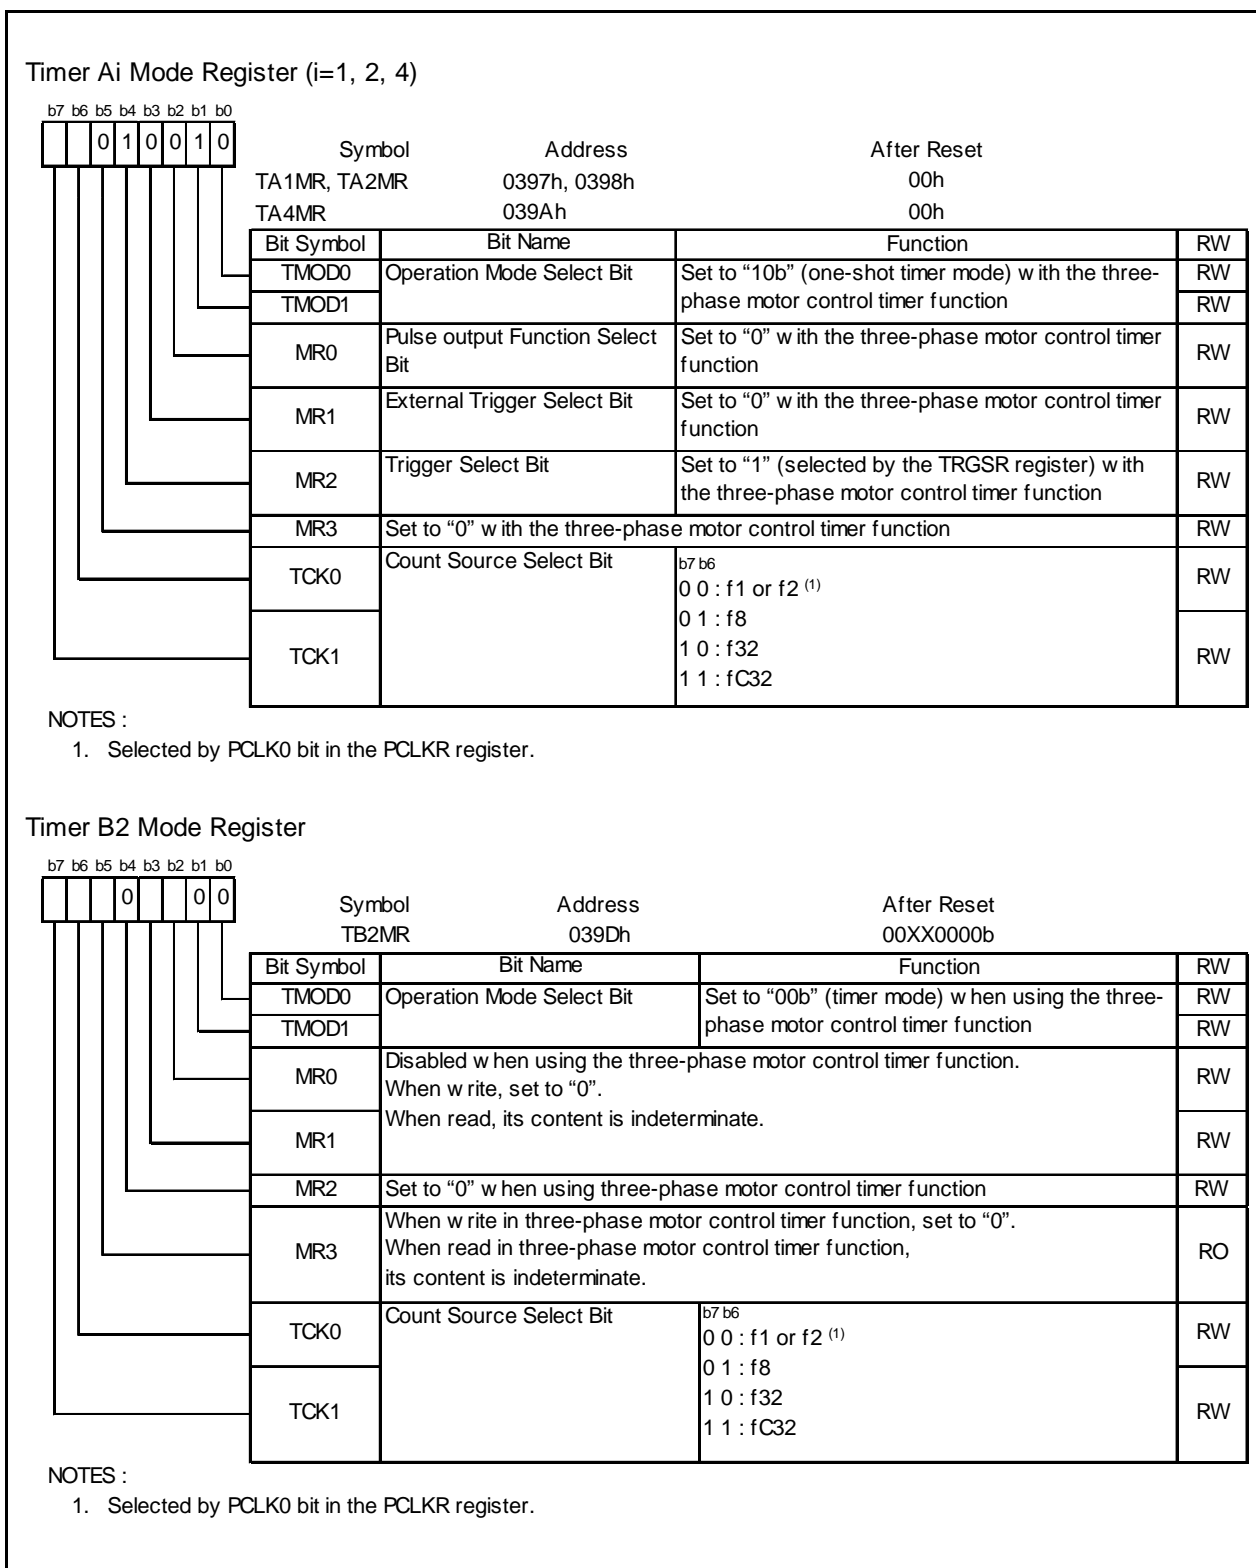 Timer Ai Mode Register (i=1, 2, 4)
b7 b6 b5 b4 b3 b2 b1 b0
0 1 0 0 1 0
Symbol Address After Reset
TA1MR, TA2MR 0397h, 0398h 00h
TA4MR 039Ah 00h
Bit Symbol Bit Name Function RW
TMOD0 Operation Mode Select Bit Set to “10b” (one-shot timer mode) with the three- RW
TMOD1 phase motor control timer function RW
Pulse output Function Select Set to “0” with the three-phase motor control timer
MR0 Bit function RW
External Trigger Select Bit Set to “0” with the three-phase motor control timer
MR1 function RW
Trigger Select Bit Set to “1” (selected by the TRGSR register) with
MR2 the three-phase motor control timer function RW
MR3 Set to “0” with the three-phase motor control timer function RW
Count Source Select Bit b7 b6
TCK0 0 0 : f1 or f2 (1) RW
0 1 : f8
TCK1 1 0 : f32 RW
1 1 : fC32
NOTES :
1. Selected by PCLK0 bit in the PCLKR register.
Timer B2 Mode Register
b7 b6 b5 b4 b3 b2 b1 b0
0 0 0
Symbol Address After Reset
TB2MR 039Dh 00XX0000b
Bit Symbol Bit Name Function RW
TMOD0 Operation Mode Select Bit Set to “00b” (timer mode) when using the three- RW
TMOD1 phase motor control timer function RW
Disabled when using the three-phase motor control timer function.
MR0 When write, set to “0”. RW
When read, its content is indeterminate.
MR1 RW
MR2 Set to “0” when using three-phase motor control timer function RW
When write in three-phase motor control timer function, set to “0”.
MR3 When read in three-phase motor control timer function, RO
its content is indeterminate.
Count Source Select Bit b7 b6
TCK0 0 0 : f1 or f2 (1) RW
0 1 : f8
TCK1 1 0 : f32 RW
1 1 : fC32
NOTES :
1. Selected by PCLK0 bit in the PCLKR register.